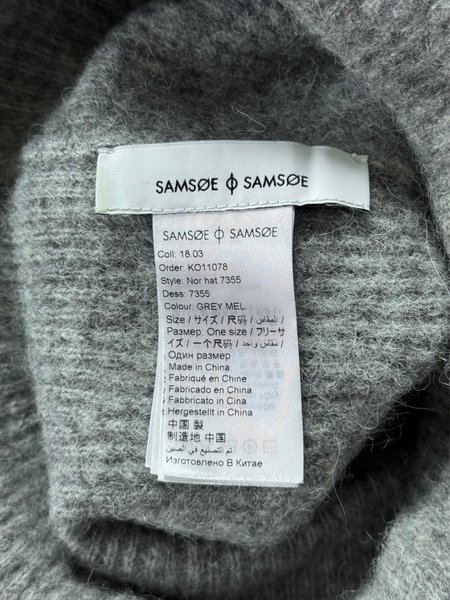 SAMSØE ɸ SAMSØE
SAMSØE ɸ SAMSØE
Coll: 18.03
Order: KO11078
Style: Nor hat 7355
Dess: 7355
Colour: GREY MEL
Size / サイズ / 尺码 / المقاس /
Размер: One size / フリーサ
イズ / 一个尺码 / مقاس واحد /
Один размер
Made in China
Fabriqué en Chine
Fabricado en China
Fabbricato in Cina
Hergestellt in China
中国 製
制造地 中国
تم التصنيع في الصين
Изготовлено В Китае